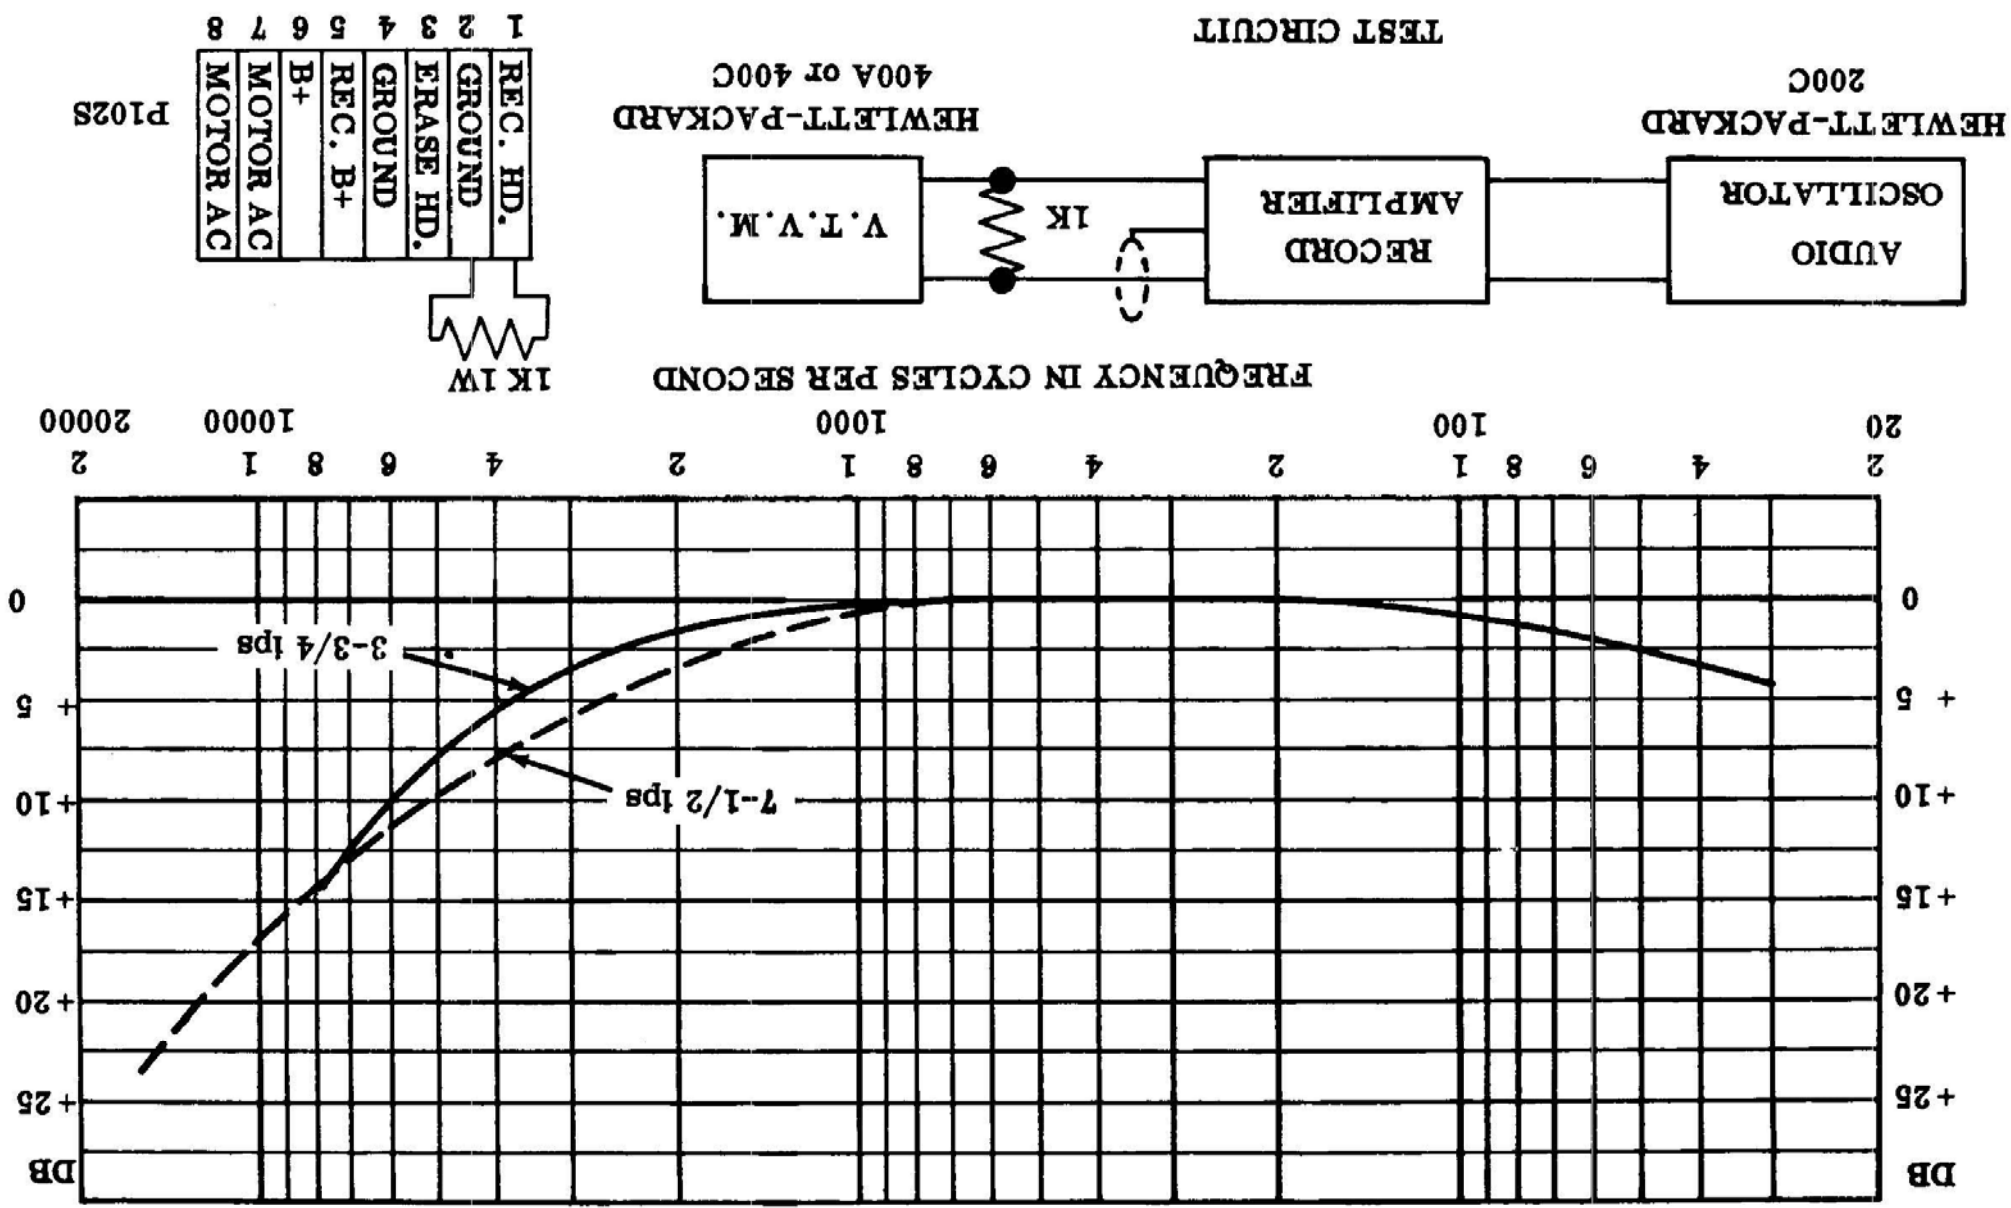 DB
+25
+20
+15
+10
+5
0
DB
+25
+20
+15
+10
+5
0
7-1/2 ips
3-3/4 ips
2 4 6 8 1 2 4 6 8 1 2 4 6 8 1 2
20 100 1000 10000 20000
FREQUENCY IN CYCLES PER SECOND
AUDIO
OSCILLATOR
HEWLETT-PACKARD
200C
RECORD
AMPLIFIER
1K
V.T.V.M.
HEWLETT-PACKARD
400A or 400C
TEST CIRCUIT
1K 1W
REC. HD.
GROUND
ERASE HD.
GROUND
REC. B+
B+
MOTOR AC
MOTOR AC
1 2 3 4 5 6 7 8
P102S